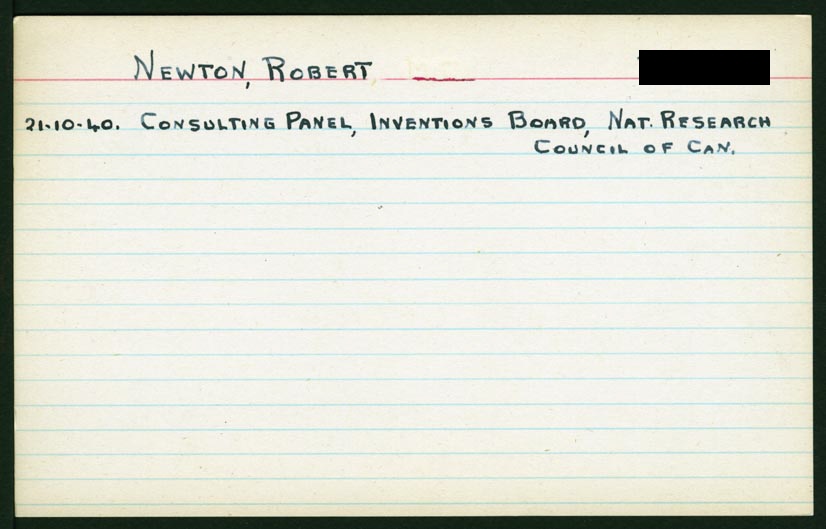 NEWTON, ROBERT
21-10-40. CONSULTING PANEL, INVENTIONS BOARD, NAT. RESEARCH
COUNCIL OF CAN.